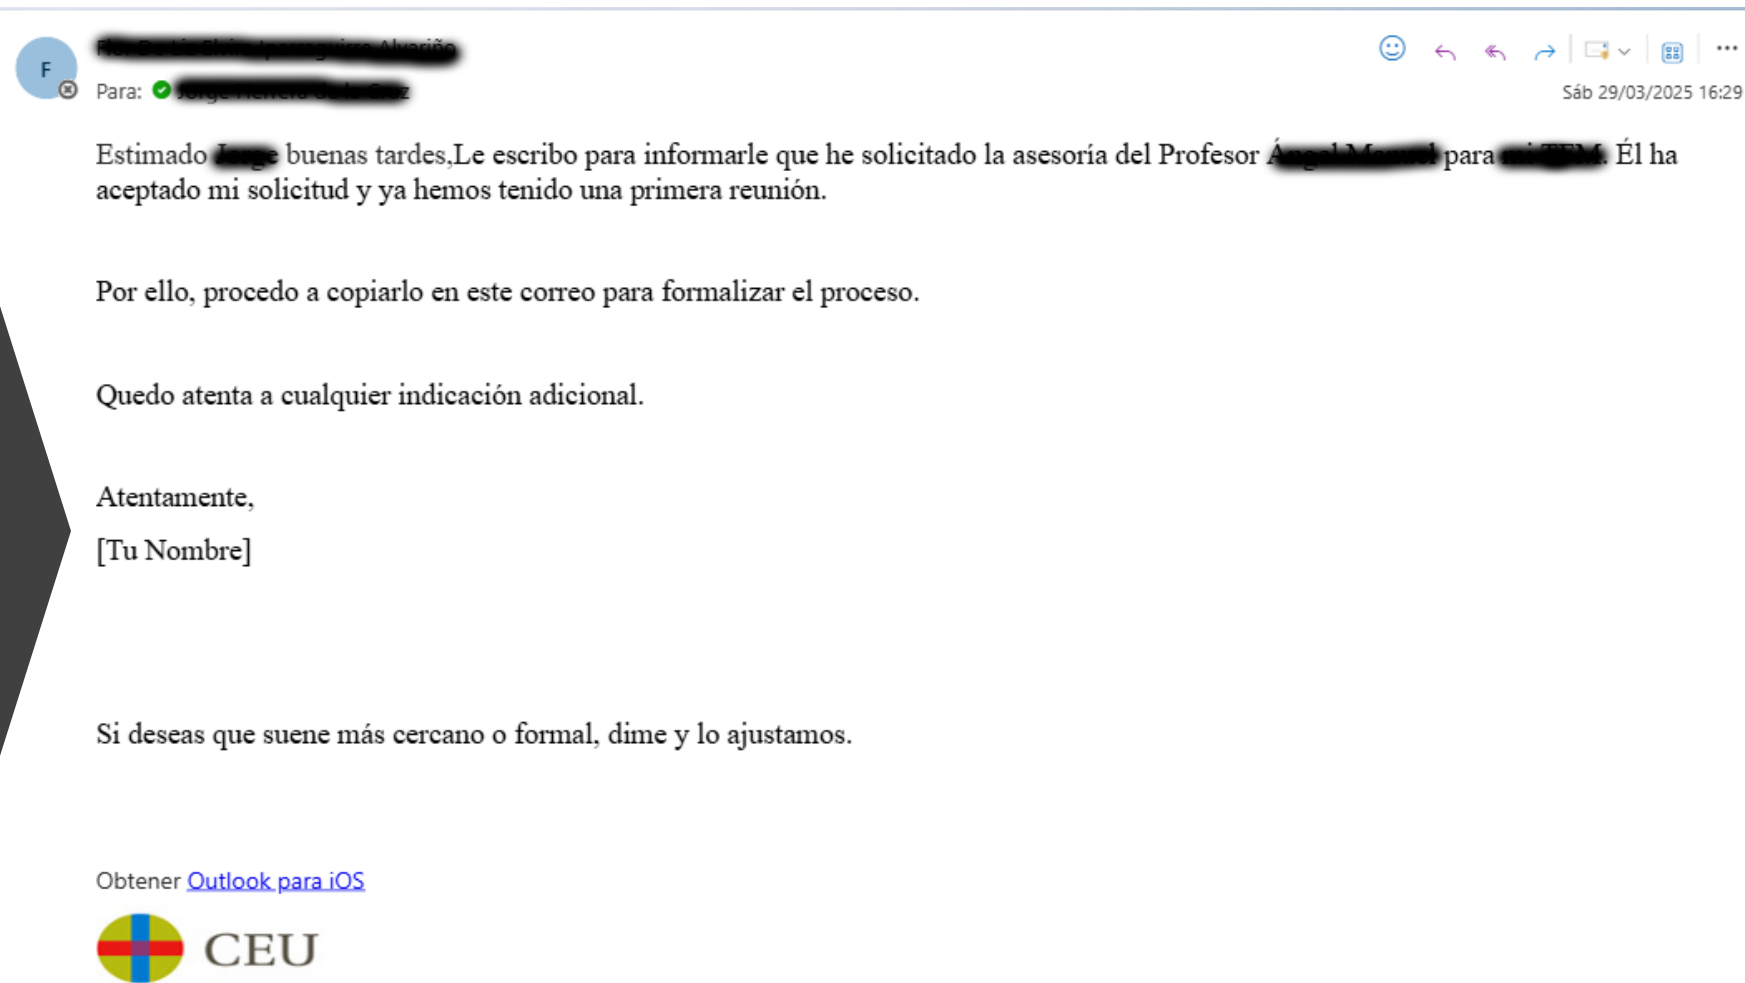 F
Para:
Sáb 29/03/2025 16:29
Estimado buenas tardes,Le escribo para informarle que he solicitado la asesoría del Profesor para Él ha
aceptado mi solicitud y ya hemos tenido una primera reunión.
Por ello, procedo a copiarlo en este correo para formalizar el proceso.
Quedo atenta a cualquier indicación adicional.
Atentamente,
[Tu Nombre]
Si deseas que suene más cercano o formal, dime y lo ajustamos.
Obtener Outlook para iOS
CEU